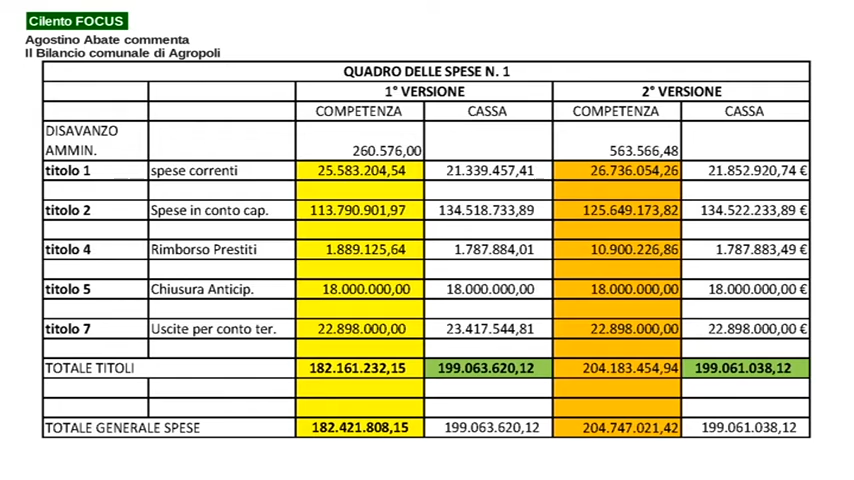 Cilento FOCUS
Agostino Abate commenta
Il Bilancio comunale di Agropoli
QUADRO DELLE SPESE N. 1
1° VERSIONE 2° VERSIONE
COMPETENZA CASSA COMPETENZA CASSA
DISAVANZO
AMMIN. 260.576,00 563.566,48
titolo 1 spese correnti 25.583.204,54 21.339.457,41 26.736.054,26 21.852.920,74 €
titolo 2 Spese in conto cap. 113.790.901,97 134.518.733,89 125.649.173,82 134.522.233,89 €
titolo 4 Rimborso Prestiti 1.889.125,64 1.787.884,01 10.900.226,86 1.787.883,49 €
titolo 5 Chiusura Anticip. 18.000.000,00 18.000.000,00 18.000.000,00 18.000.000,00 €
titolo 7 Uscite per conto ter. 22.898.000,00 23.417.544,81 22.898.000,00 22.898.000,00 €
TOTALE TITOLI 182.161.232,15 199.063.620,12 204.183.454,94 199.061.038,12
TOTALE GENERALE SPESE 182.421.808,15 199.063.620,12 204.747.021,42 199.061.038,12